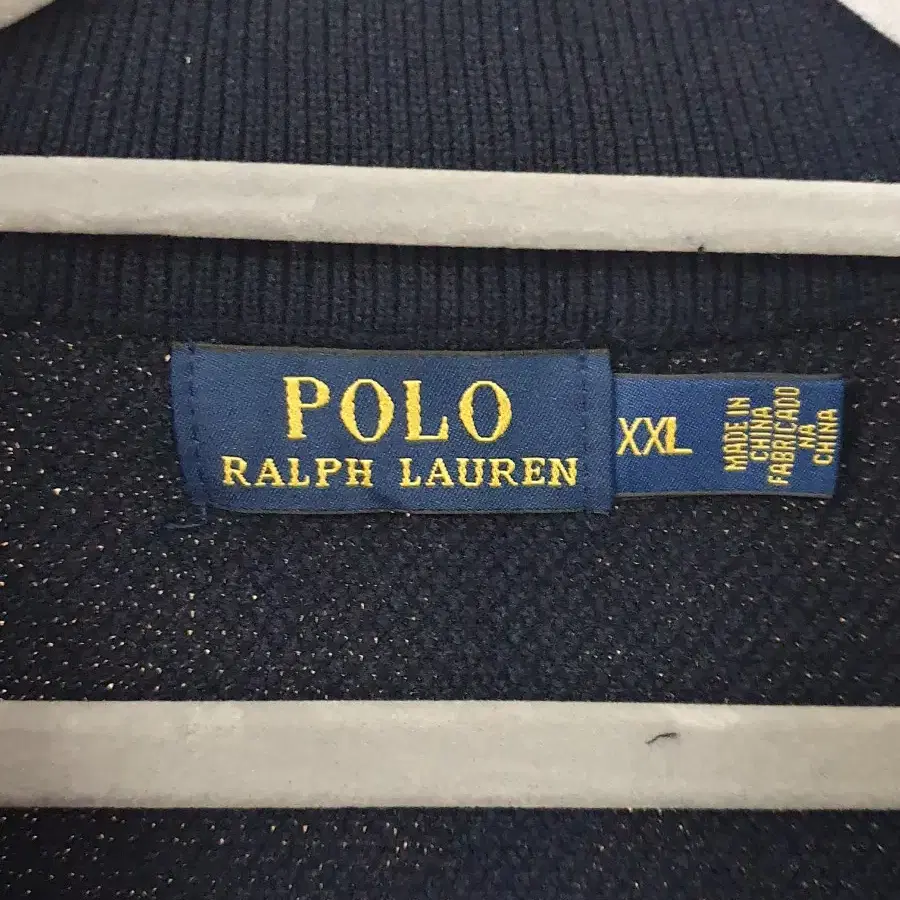 POLO
RALPH LAUREN
XXL
MADE IN
CHINA
FABRICADO
NA
CHINA